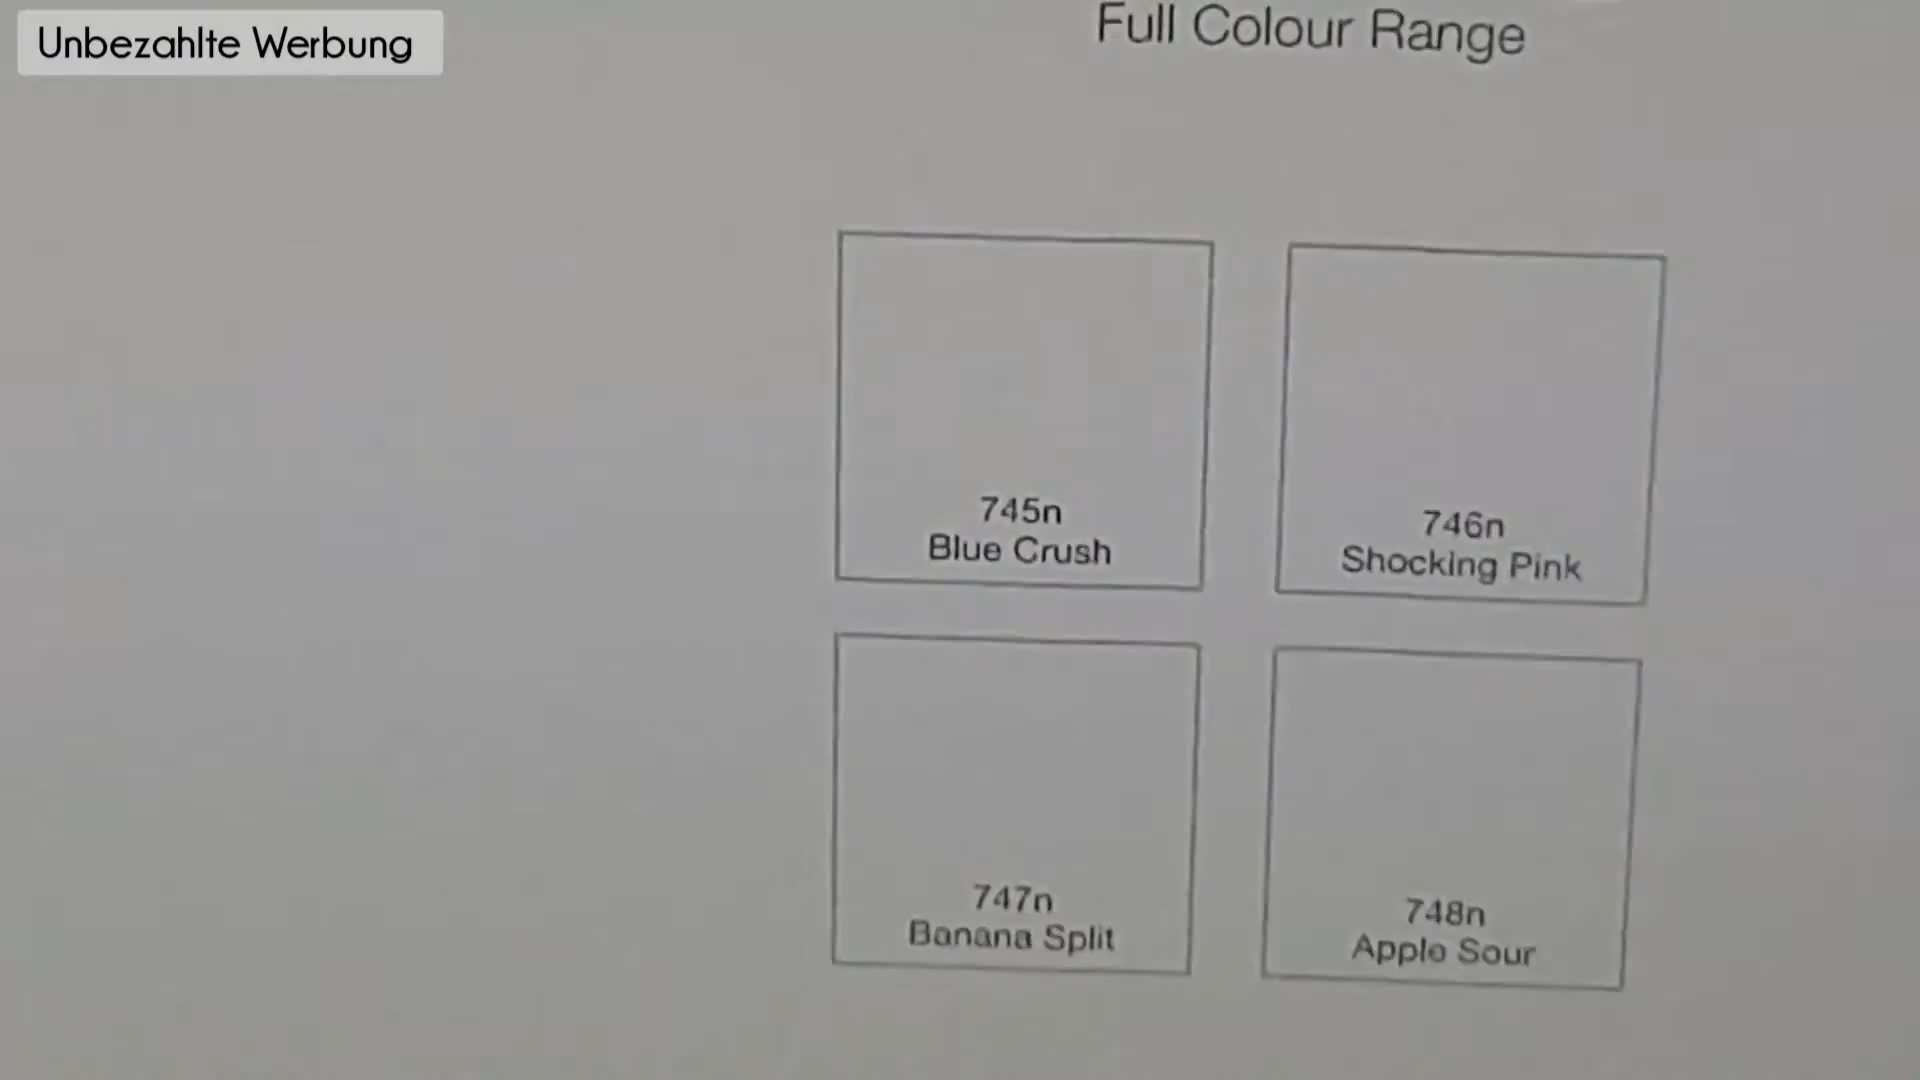 Unbezahlte Werbung
Full Colour Range
745n
Blue Crush
746n
Shocking Pink
747n
Banana Split
748n
Apple Sour